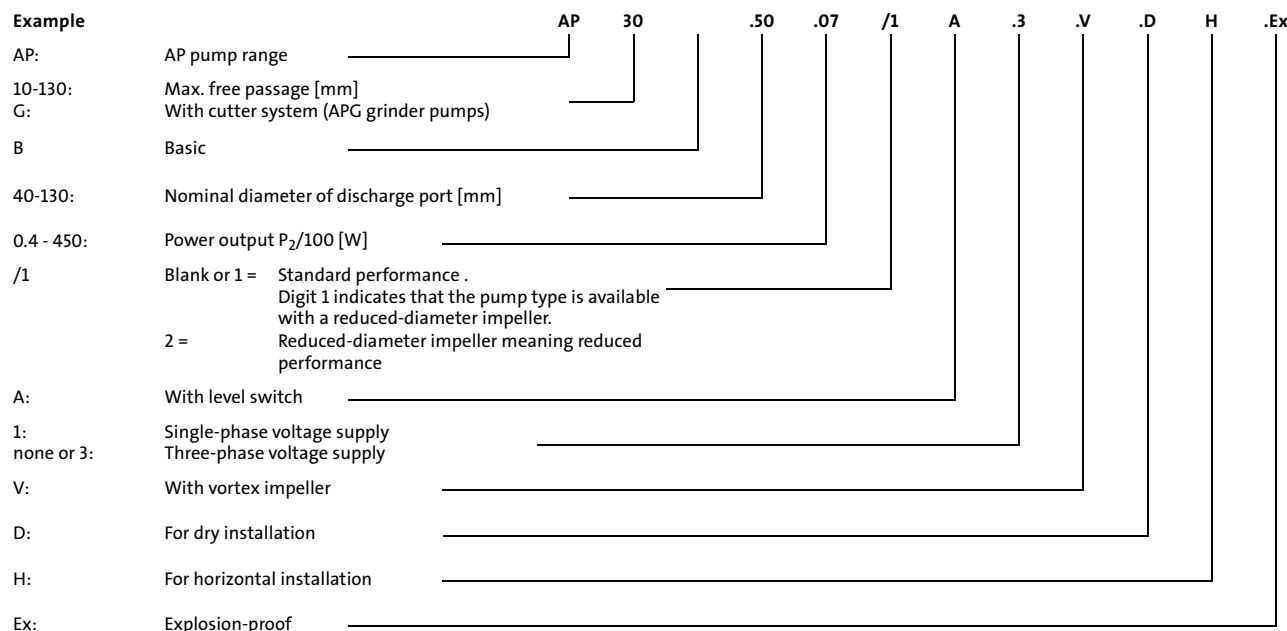 Example AP 30 .50 .07 /1 A .3 .V .D H .Ex
AP: AP pump range
10-130: Max. free passage [mm]
G: With cutter system (APG grinder pumps)
B Basic
40-130: Nominal diameter of discharge port [mm]
0.4 - 450: Power output P₂/100 [W]
/1 Blank or 1 = Standard performance .
Digit 1 indicates that the pump type is available
with a reduced-diameter impeller.
2 = Reduced-diameter impeller meaning reduced
performance
A: With level switch
1: Single-phase voltage supply
none or 3: Three-phase voltage supply
V: With vortex impeller
D: For dry installation
H: For horizontal installation
Ex: Explosion-proof